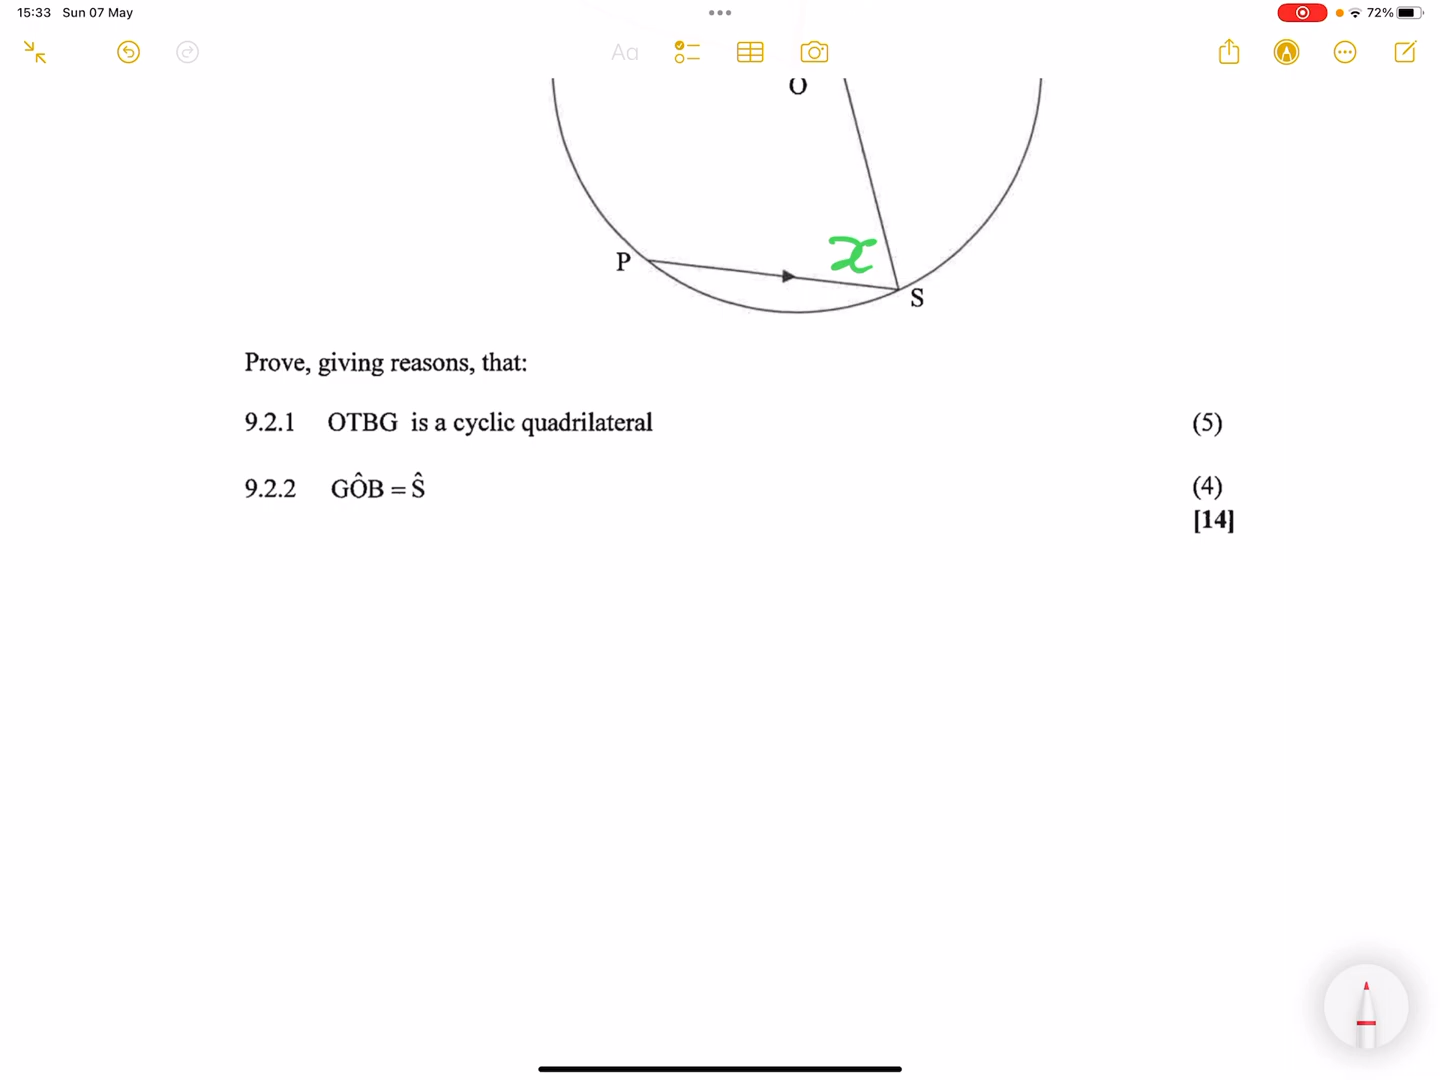 15:33 Sun 07 May
72%
Aa
O
x
P
S
Prove, giving reasons, that:
9.2.1 OTBG is a cyclic quadrilateral (5)
9.2.2 GÔB = Ŝ (4)
[14]